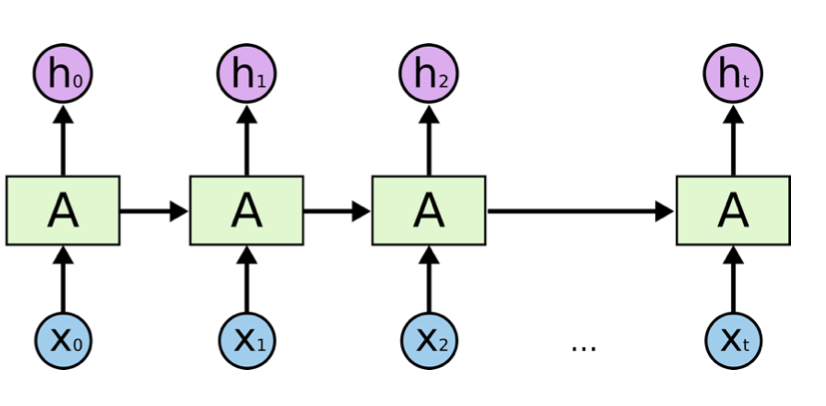 h₀ h₁ h₂ hₜ
A A A A
x₀ x₁ x₂ ... xₜ